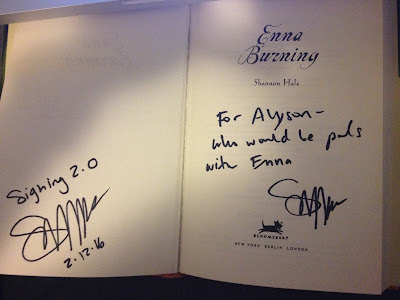 Signing 2.0
2.12.16
Enna
Burning
Shannon Hale
For Alyson-
who would be pals
with Enna
BLOOMSBURY
NEW YORK BERLIN LONDON